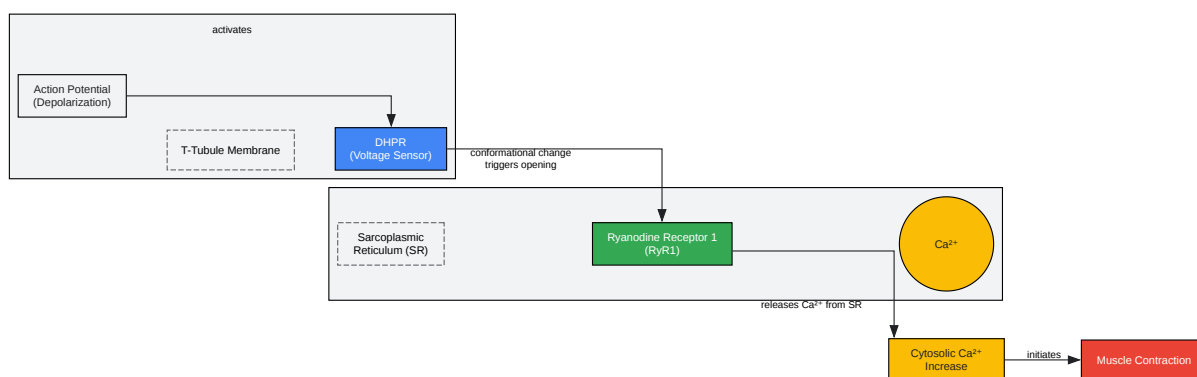 activates
Action Potential
(Depolarization)
T-Tubule Membrane
DHPR
(Voltage Sensor)
conformational change
triggers opening
Sarcoplasmic
Reticulum (SR)
Ryanodine Receptor 1
(RyR1)
Ca²⁺
releases Ca²⁺ from SR
Cytosolic Ca²⁺
Increase
initiates
Muscle Contraction